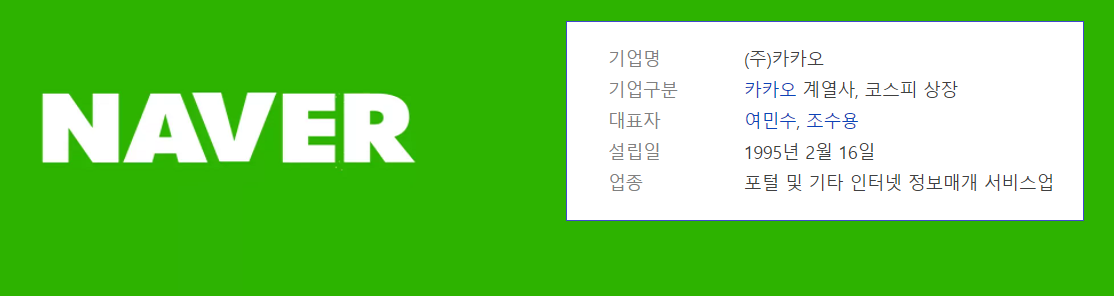 NAVER
기업명 (주)카카오
기업구분 카카오 계열사, 코스피 상장
대표자 여민수, 조수용
설립일 1995년 2월 16일
업종 포털 및 기타 인터넷 정보매개 서비스업